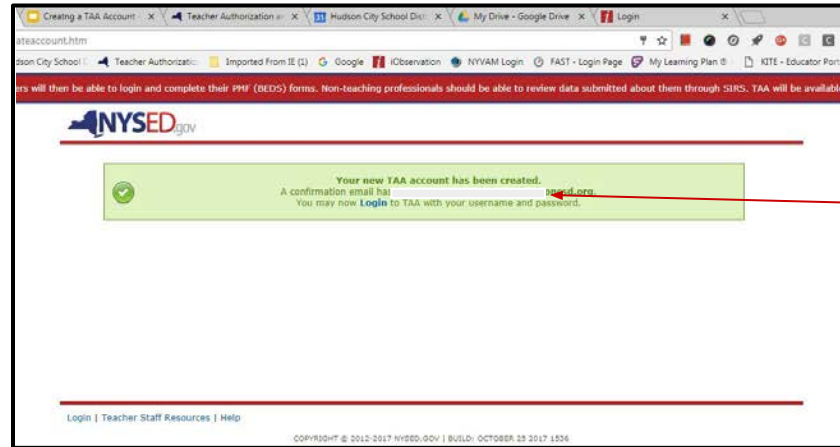 Creating a TAA Account x Teacher Authorization a x Hudson City School Dist x My Drive - Google Drive x Login x
ateaccount.htm
dson City School D Teacher Authorizatio Imported From IE (1) Google iObservation NYVAM Login FAST - Login Page My Learning Plan ® KITE - Educator Port
ers will then be able to login and complete their PMF (BEDS) forms. Non-teaching professionals should be able to review data submitted about them through SIRS. TAA will be available
NYSED.gov
Your new TAA account has been created.
A confirmation email has sd.org.
You may now Login to TAA with your username and password.
Login | Teacher Staff Resources | Help
COPYRIGHT © 2012-2017 NYSED.GOV | BUILD: OCTOBER 25 2017 1536